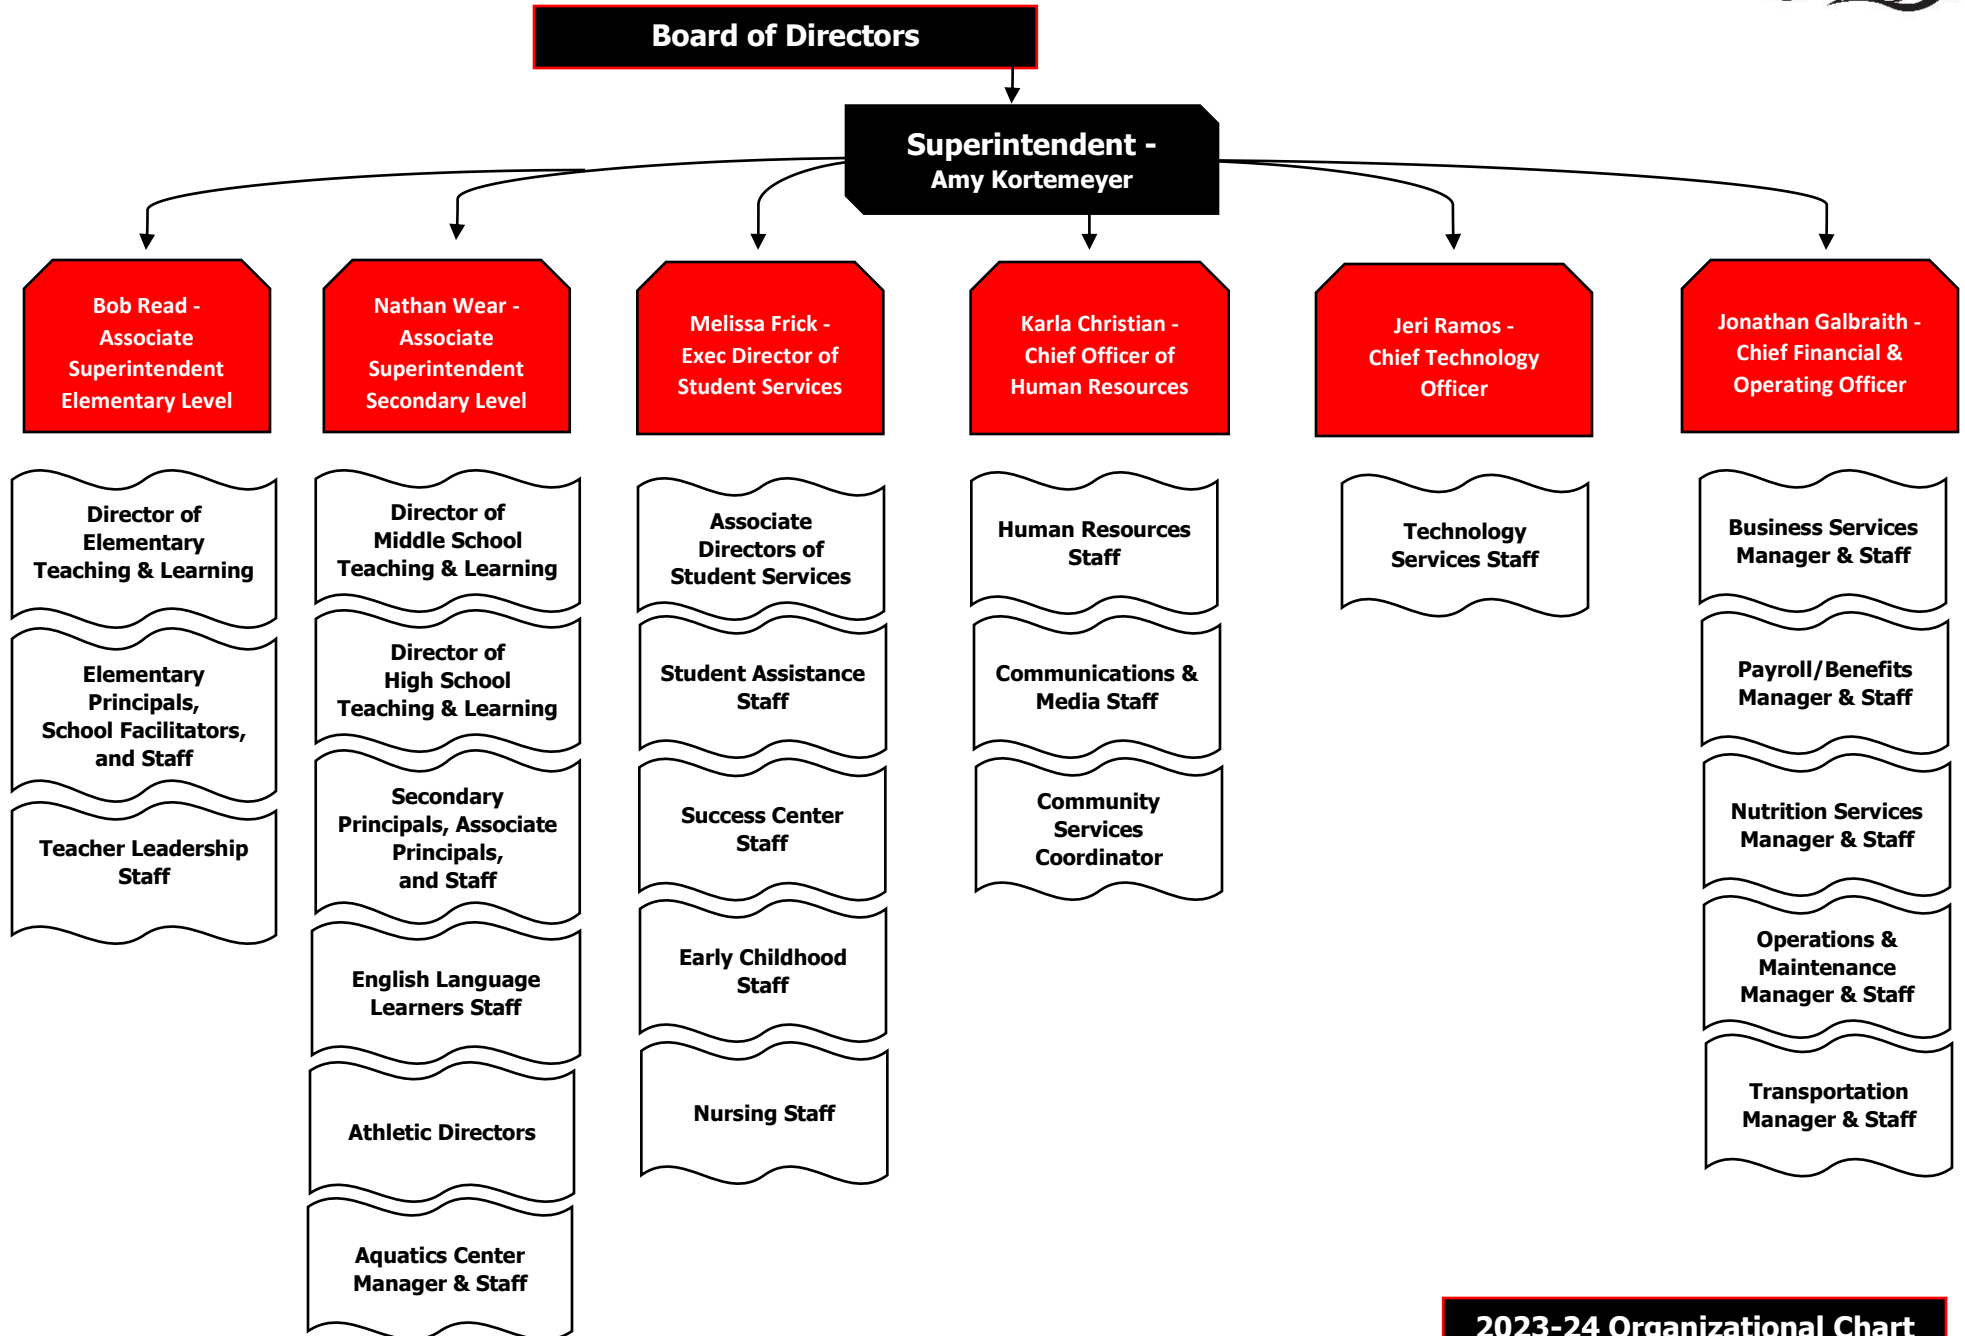 Board of Directors
Superintendent -
Amy Kortemeyer
Bob Read -
Associate
Superintendent
Elementary Level
Nathan Wear -
Associate
Superintendent
Secondary Level
Melissa Frick -
Exec Director of
Student Services
Karla Christian -
Chief Officer of
Human Resources
Jeri Ramos -
Chief Technology
Officer
Jonathan Galbraith -
Chief Financial &
Operating Officer
Director of
Elementary
Teaching & Learning
Elementary
Principals,
School Facilitators,
and Staff
Teacher Leadership
Staff
Director of
Middle School
Teaching & Learning
Director of
High School
Teaching & Learning
Secondary
Principals, Associate
Principals,
and Staff
English Language
Learners Staff
Athletic Directors
Aquatics Center
Manager & Staff
Associate
Directors of
Student Services
Student Assistance
Staff
Success Center
Staff
Early Childhood
Staff
Nursing Staff
Human Resources
Staff
Communications &
Media Staff
Community
Services
Coordinator
Technology
Services Staff
Business Services
Manager & Staff
Payroll/Benefits
Manager & Staff
Nutrition Services
Manager & Staff
Operations &
Maintenance
Manager & Staff
Transportation
Manager & Staff
2023-24 Organizational Chart